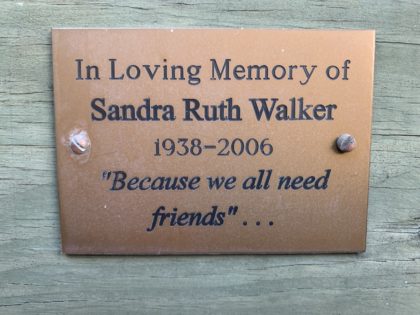 In Loving Memory of
Sandra Ruth Walker
1938-2006
"Because we all need
friends"...